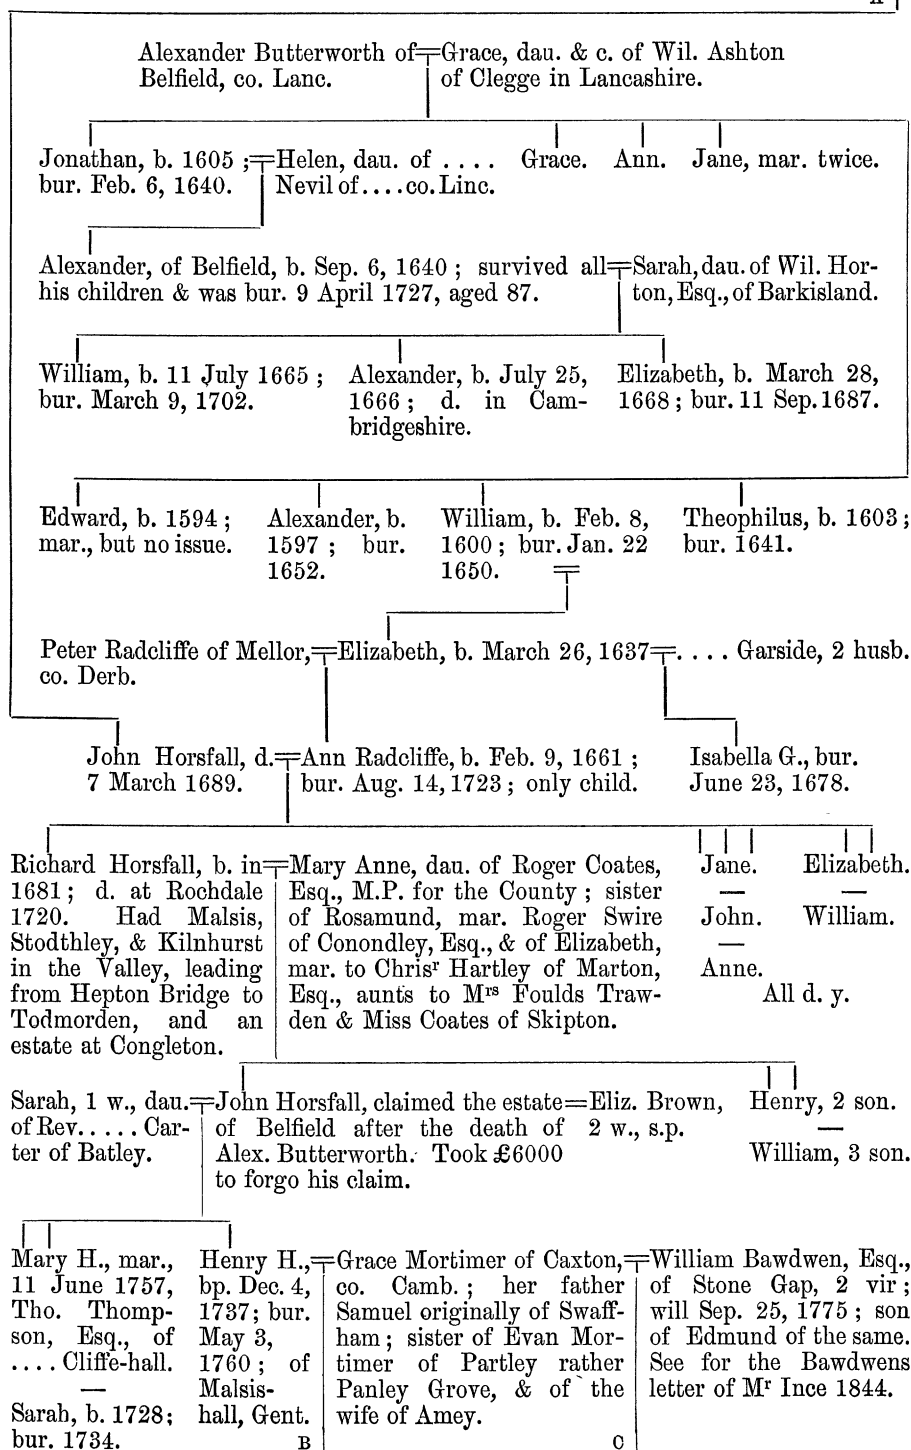 A
Alexander Butterworth of Grace, dau. & c. of Wil. Ashton
Belfield, co. Lanc. of Clegge in Lancashire.
Jonathan, b. 1605 ; Helen, dau. of . . . . Grace. Ann. Jane, mar. twice.
bur. Feb. 6, 1640. Nevil of . . . . co. Linc.
Alexander, of Belfield, b. Sep. 6, 1640 ; survived all
his children & was bur. 9 April 1727, aged 87.
Sarah, dau. of Wil. Hor-
ton, Esq., of Barkisland.
William, b. 11 July 1665 ;
bur. March 9, 1702.
Alexander, b. July 25,
1666 ; d. in Cam-
bridgeshire.
Elizabeth, b. March 28,
1668 ; bur. 11 Sep. 1687.
Edward, b. 1594 ;
mar., but no issue.
Alexander, b.
1597 ; bur.
1652.
William, b. Feb. 8,
1600 ; bur. Jan. 22
1650.
Theophilus, b. 1603 ;
bur. 1641.
Peter Radcliffe of Mellor,
co. Derb.
Elizabeth, b. March 26, 1637
. . . . Garside, 2 husb.
John Horsfall, d.
7 March 1689.
Ann Radcliffe, b. Feb. 9, 1661 ;
bur. Aug. 14, 1723 ; only child.
Isabella G., bur.
June 23, 1678.
Richard Horsfall, b. in
1681 ; d. at Rochdale
1720. Had Malsis,
Stodthley, & Kilnhurst
in the Valley, leading
from Hepton Bridge to
Todmorden, and an
estate at Congleton.
Mary Anne, dau. of Roger Coates,
Esq., M.P. for the County ; sister
of Rosamund, mar. Roger Swire
of Conondley, Esq., & of Elizabeth,
mar. to Chrisʳ Hartley of Marton,
Esq., aunts to Mʳˢ Foulds Traw-
den & Miss Coates of Skipton.
Jane.
—
John.
—
Anne.
Elizabeth.
—
William.
All d. y.
Sarah, 1 w., dau.
of Rev. . . . . Car-
ter of Batley.
John Horsfall, claimed the estate
of Belfield after the death of
Alex. Butterworth. Took £6000
to forgo his claim.
= Eliz. Brown,
2 w., s.p.
Henry, 2 son.
—
William, 3 son.
Mary H., mar.,
11 June 1757,
Tho. Thomp-
son, Esq., of
. . . . Cliffe-hall.
—
Sarah, b. 1728 ;
bur. 1734.
Henry H.,
bp. Dec. 4,
1737 ; bur.
May 3,
1760 ; of
Malsis-
hall, Gent.
B
Grace Mortimer of Caxton,
co. Camb. ; her father
Samuel originally of Swaff-
ham ; sister of Evan Mor-
timer of Partley rather
Panley Grove, & of the
wife of Amey.
C
William Bawdwen, Esq.,
of Stone Gap, 2 vir ;
will Sep. 25, 1775 ; son
of Edmund of the same.
See for the Bawdwens
letter of Mʳ Ince 1844.